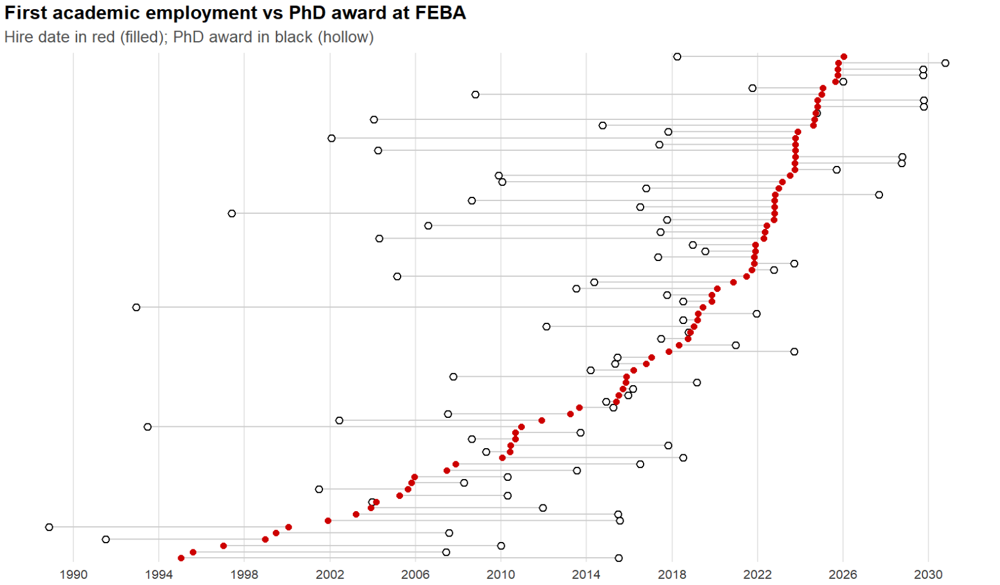 First academic employment vs PhD award at FEBA
Hire date in red (filled); PhD award in black (hollow)
1990 1994 1998 2002 2006 2010 2014 2018 2022 2026 2030